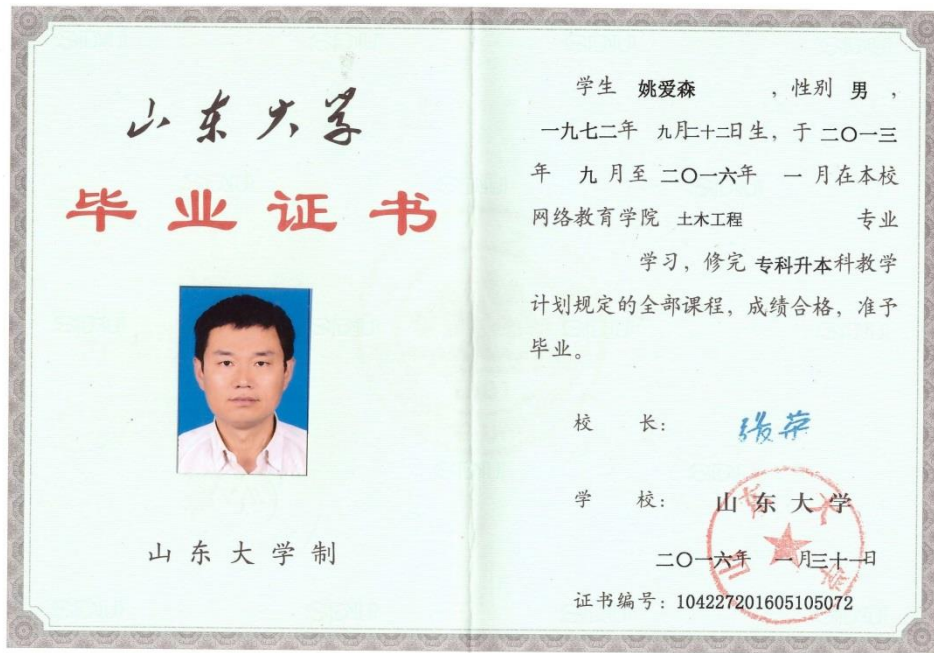 山东大学
毕业证书
山东大学制
学生 姚爱森 ，性别 男 ，
一九七二年 九月二十二日生，于 二〇一三
年 九 月至 二〇一六年 一 月在本校
网络教育学院 土木工程 专业
学习，修完 专科升本科教学
计划规定的全部课程，成绩合格，准予
毕业。
校 长： 张荣
学 校： 山东大学
二〇一六年 一月三十一日
证书编号：104227201605105072
山东大学